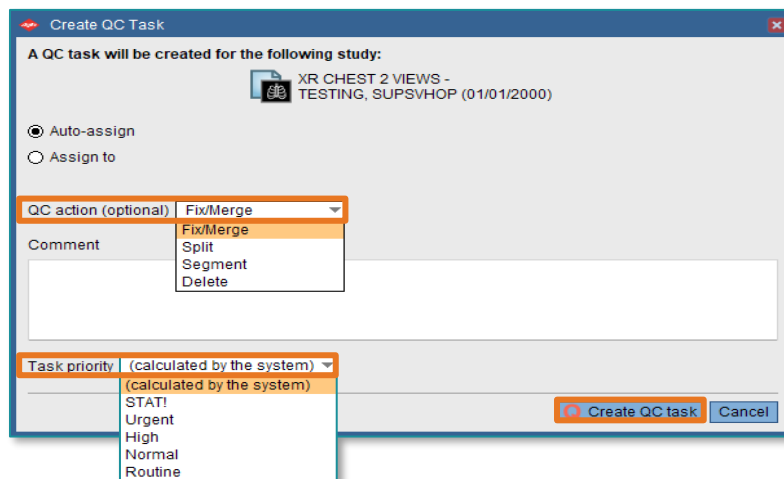 Create QC Task
A QC task will be created for the following study:
XR CHEST 2 VIEWS -
TESTING, SUPSVHOP (01/01/2000)
Auto-assign
Assign to
QC action (optional) Fix/Merge
Fix/Merge
Split
Segment
Delete
Comment
Task priority (calculated by the system)
(calculated by the system)
STAT!
Urgent
High
Normal
Routine
Create QC task Cancel